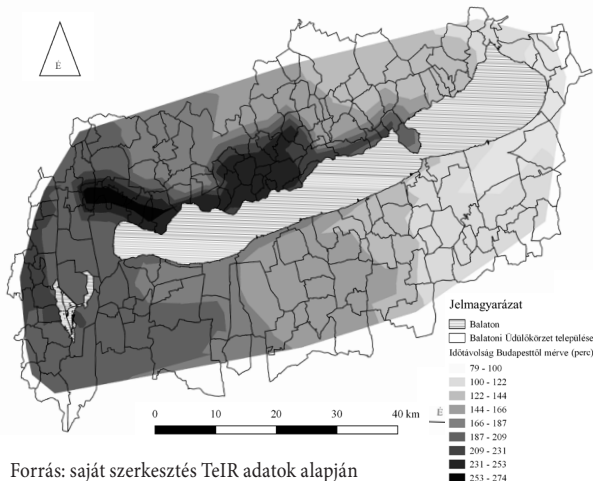 É
Jelmagyarázat
Balaton
Balatoni Üdülőkörzet települése
Időtávolság Budapesttől mérve (perc)
79 - 100
100 - 122
122 - 144
144 - 166
166 - 187
187 - 209
209 - 231
231 - 253
253 - 274
0 10 20 30 40 km
É
Forrás: saját szerkesztés TeIR adatok alapján